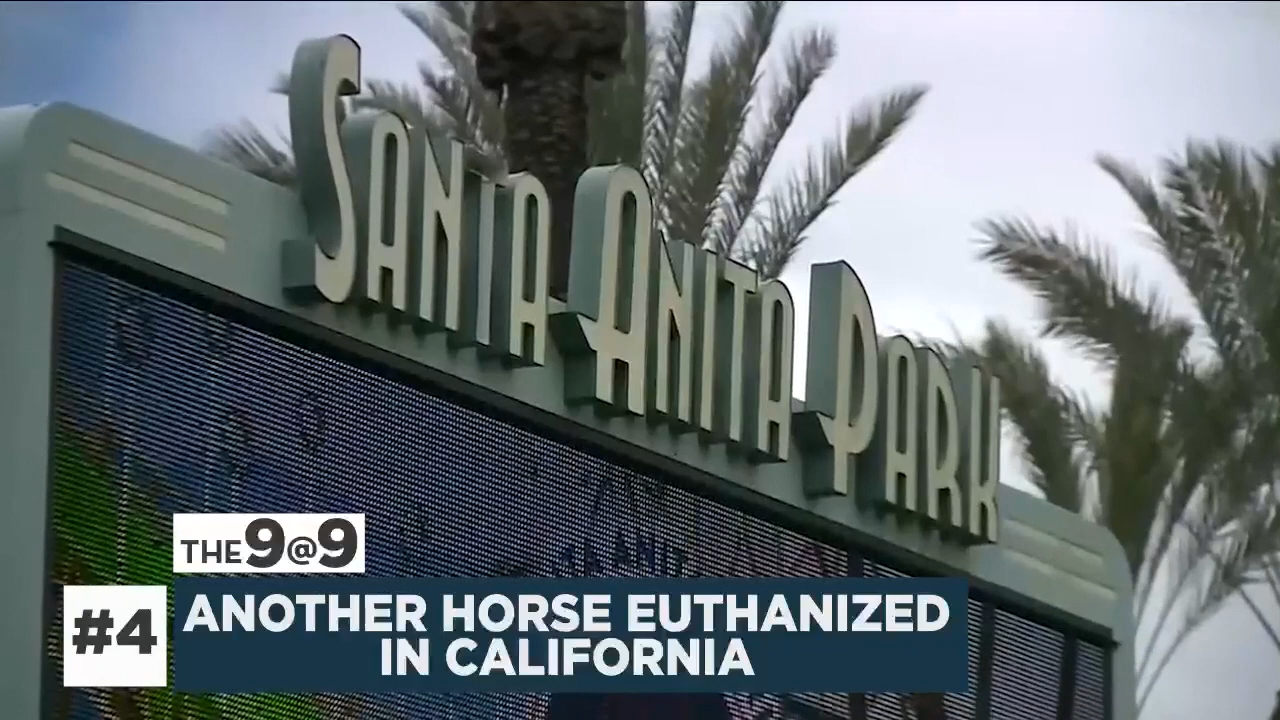 SANTA ANITA PARK
THE 9@9
#4
ANOTHER HORSE EUTHANIZED
IN CALIFORNIA